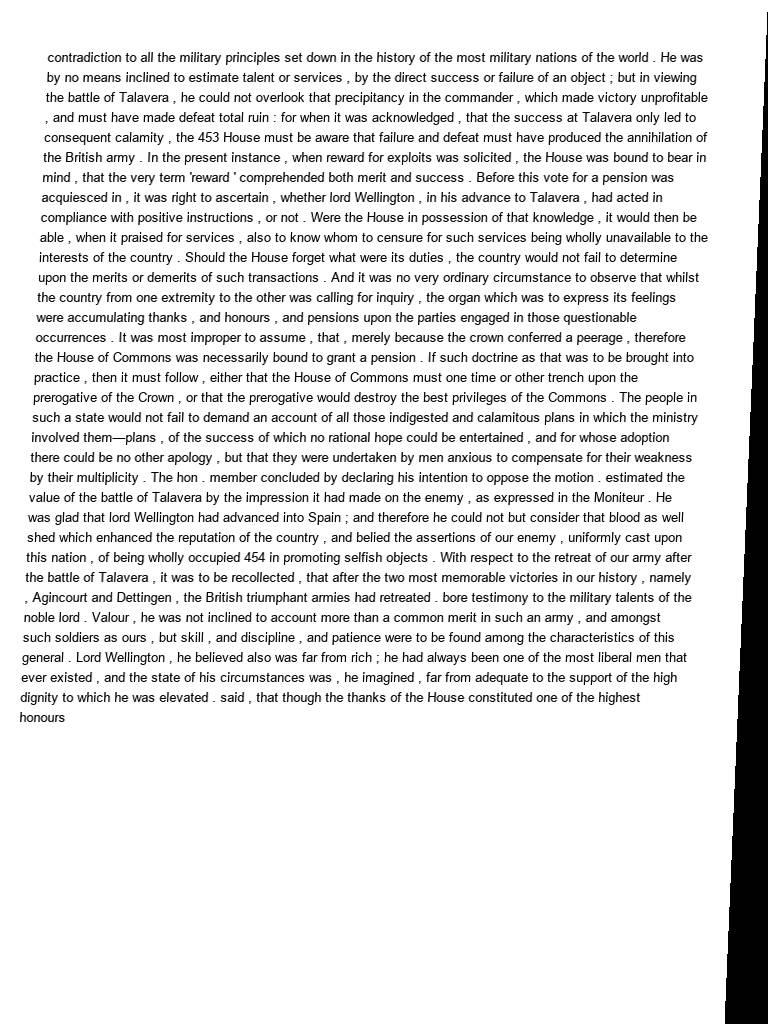 contradiction to all the military principles set down in the history of the most military nations of the world . He was
by no means inclined to estimate talent or services , by the direct success or failure of an object ; but in viewing
the battle of Talavera , he could not overlook that precipitancy in the commander , which made victory unprofitable
, and must have made defeat total ruin : for when it was acknowledged , that the success at Talavera only led to
consequent calamity , the 453 House must be aware that failure and defeat must have produced the annihilation of
the British army . In the present instance , when reward for exploits was solicited , the House was bound to bear in
mind , that the very term 'reward ' comprehended both merit and success . Before this vote for a pension was
acquiesced in , it was right to ascertain , whether lord Wellington , in his advance to Talavera , had acted in
compliance with positive instructions , or not . Were the House in possession of that knowledge , it would then be
able , when it praised for services , also to know whom to censure for such services being wholly unavailable to the
interests of the country . Should the House forget what were its duties , the country would not fail to determine
upon the merits or demerits of such transactions . And it was no very ordinary circumstance to observe that whilst
the country from one extremity to the other was calling for inquiry , the organ which was to express its feelings
were accumulating thanks , and honours , and pensions upon the parties engaged in those questionable
occurrences . It was most improper to assume , that , merely because the crown conferred a peerage , therefore
the House of Commons was necessarily bound to grant a pension . If such doctrine as that was to be brought into
practice , then it must follow , either that the House of Commons must one time or other trench upon the
prerogative of the Crown , or that the prerogative would destroy the best privileges of the Commons . The people in
such a state would not fail to demand an account of all those indigested and calamitous plans in which the ministry
involved them—plans , of the success of which no rational hope could be entertained , and for whose adoption
there could be no other apology , but that they were undertaken by men anxious to compensate for their weakness
by their multiplicity . The hon . member concluded by declaring his intention to oppose the motion . estimated the
value of the battle of Talavera by the impression it had made on the enemy , as expressed in the Moniteur . He
was glad that lord Wellington had advanced into Spain ; and therefore he could not but consider that blood as well
shed which enhanced the reputation of the country , and belied the assertions of our enemy , uniformly cast upon
this nation , of being wholly occupied 454 in promoting selfish objects . With respect to the retreat of our army after
the battle of Talavera , it was to be recollected , that after the two most memorable victories in our history , namely
, Agincourt and Dettingen , the British triumphant armies had retreated . bore testimony to the military talents of the
noble lord . Valour , he was not inclined to account more than a common merit in such an army , and amongst
such soldiers as ours , but skill , and discipline , and patience were to be found among the characteristics of this
general . Lord Wellington , he believed also was far from rich ; he had always been one of the most liberal men that
ever existed , and the state of his circumstances was , he imagined , far from adequate to the support of the high
dignity to which he was elevated . said , that though the thanks of the House constituted one of the highest
honours